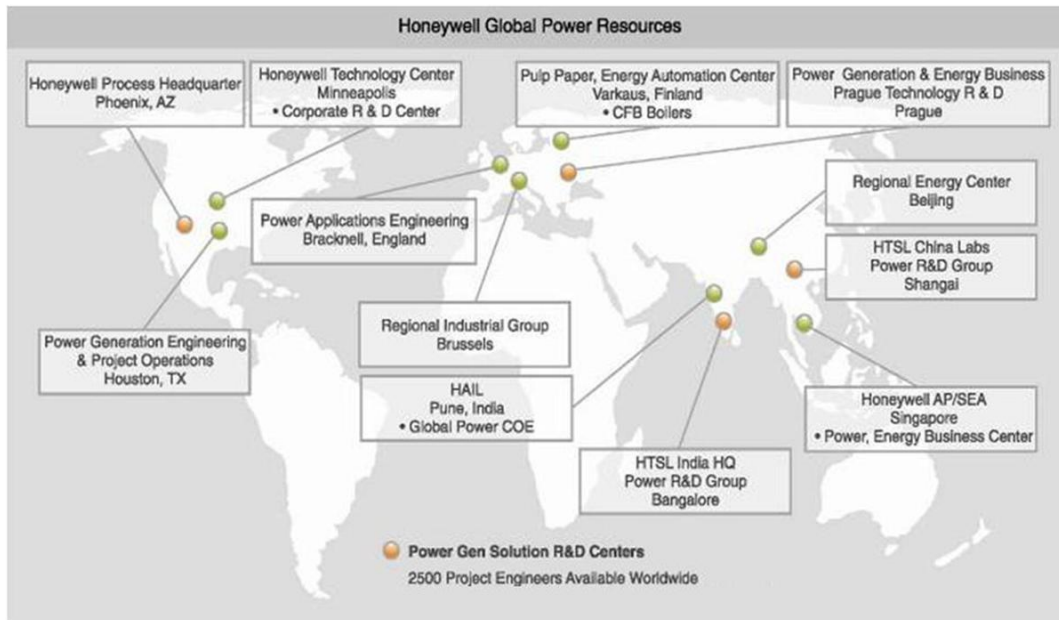 Honeywell Global Power Resources
Honeywell Process Headquarter
Phoenix, AZ
Honeywell Technology Center
Minneapolis
• Corporate R & D Center
Pulp Paper, Energy Automation Center
Varkaus, Finland
• CFB Boilers
Power Generation & Energy Business
Prague Technology R & D
Prague
Regional Energy Center
Beijing
Power Applications Engineering
Bracknell, England
HTSL China Labs
Power R&D Group
Shangai
Regional Industrial Group
Brussels
Power Generation Engineering
& Project Operations
Houston, TX
HAIL
Pune, India
• Global Power COE
Honeywell AP/SEA
Singapore
• Power, Energy Business Center
HTSL India HQ
Power R&D Group
Bangalore
Power Gen Solution R&D Centers
2500 Project Engineers Available Worldwide